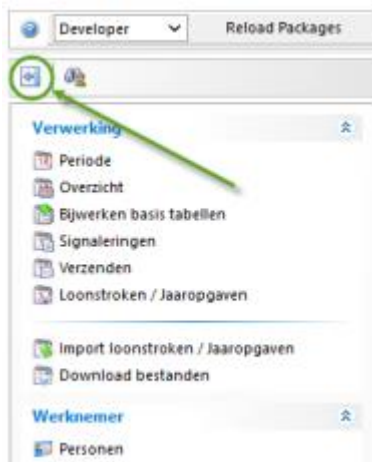 Developer Reload Packages
Verwerking
Periode
Overzicht
Bijwerken basis tabellen
Signaleringen
Verzenden
Loonstroken / Jaaropgaven
Import loonstroken / Jaaropgaven
Download bestanden
Werknemer
Personen